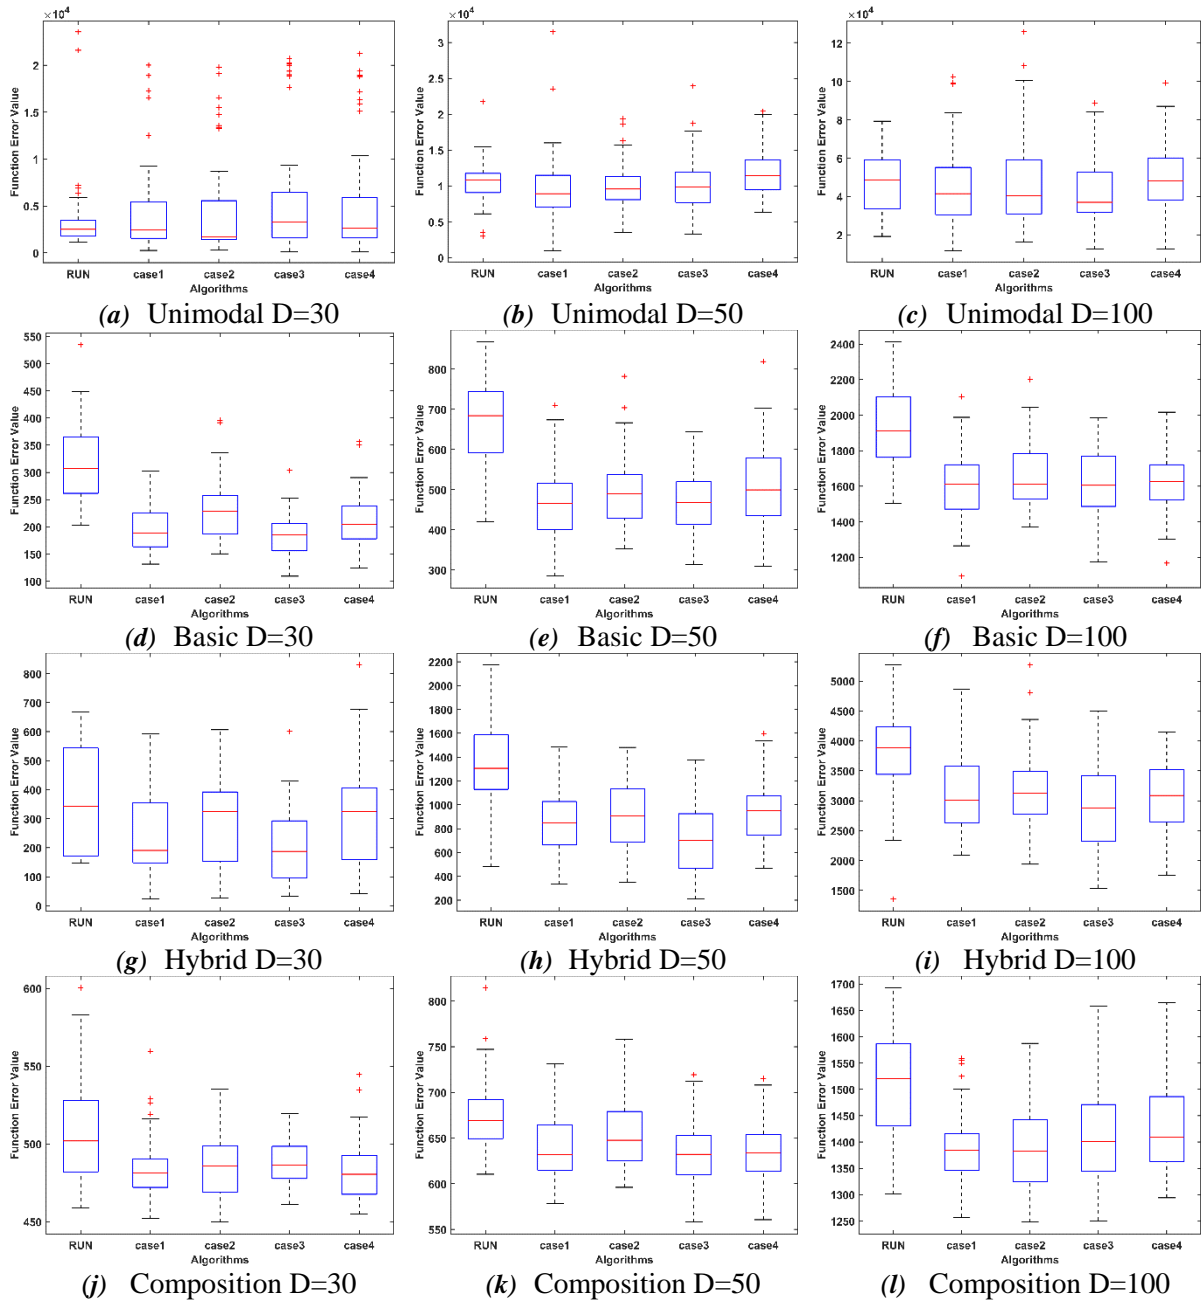 ×10⁴
Function Error Value
2
1.5
1
0.5
0
RUN case1 case2 case3 case4
Algorithms
(a) Unimodal D=30
×10⁴
Function Error Value
3
2.5
2
1.5
1
0.5
0
RUN case1 case2 case3 case4
Algorithms
(b) Unimodal D=50
×10⁴
Function Error Value
12
10
8
6
4
2
RUN case1 case2 case3 case4
Algorithms
(c) Unimodal D=100
Function Error Value
550
500
450
400
350
300
250
200
150
100
RUN case1 case2 case3 case4
Algorithms
(d) Basic D=30
Function Error Value
800
700
600
500
400
300
RUN case1 case2 case3 case4
Algorithms
(e) Basic D=50
Function Error Value
2400
2200
2000
1800
1600
1400
1200
RUN case1 case2 case3 case4
Algorithms
(f) Basic D=100
Function Error Value
800
700
600
500
400
300
200
100
0
RUN case1 case2 case3 case4
Algorithms
(g) Hybrid D=30
Function Error Value
2200
2000
1800
1600
1400
1200
1000
800
600
400
200
RUN case1 case2 case3 case4
Algorithms
(h) Hybrid D=50
Function Error Value
5000
4500
4000
3500
3000
2500
2000
1500
RUN case1 case2 case3 case4
Algorithms
(i) Hybrid D=100
Function Error Value
600
550
500
450
RUN case1 case2 case3 case4
Algorithms
(j) Composition D=30
Function Error Value
800
750
700
650
600
550
RUN case1 case2 case3 case4
Algorithms
(k) Composition D=50
Function Error Value
1700
1650
1600
1550
1500
1450
1400
1350
1300
1250
RUN case1 case2 case3 case4
Algorithms
(l) Composition D=100